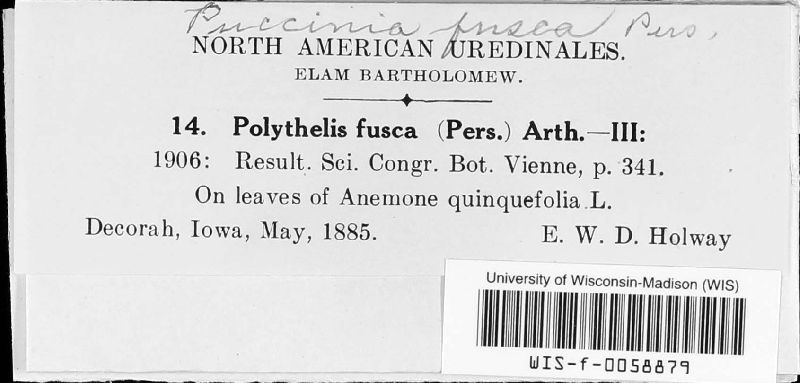 Puccinia fusca Pers.
NORTH AMERICAN UREDINALES.
ELAM BARTHOLOMEW.
14. Polythelis fusca (Pers.) Arth.—III:
1906: Result. Sci. Congr. Bot. Vienne, p. 341.
On leaves of Anemone quinquefolia L.
Decorah, Iowa, May, 1885. E. W. D. Holway
University of Wisconsin-Madison (WIS)
WIS-f-0058879